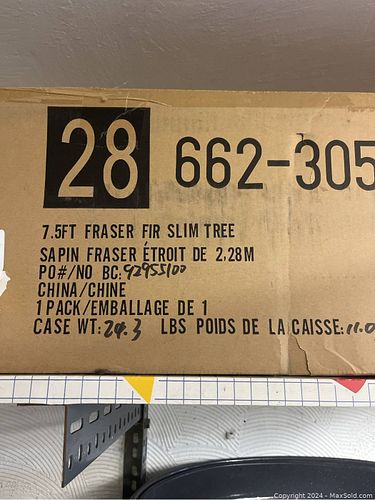 28 662-305
7.5FT FRASER FIR SLIM TREE
SAPIN FRASER ÉTROIT DE 2,28M
PO#/NO BC: 92955100
CHINA/CHINE
1 PACK/EMBALLAGE DE 1
CASE WT: 24.3 LBS POIDS DE LA CAISSE: 11.0
Copyright © 2024 - MaxSold.com